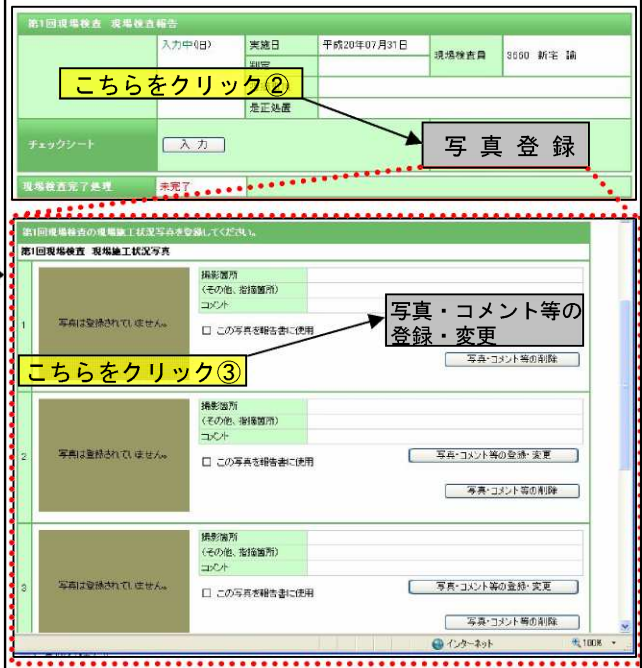 第1回現場検査 現場検査報告
入力中(旧) 実施日 平成20年07月31日 現場検査員 3660 新宅 諭
判定
こちらをクリック②
是正処置
チェックシート 入 力 写 真 登 録
現場検査完了処理 未完了
第1回現場検査の現場施工状況写真を登録してください。
第1回現場検査 現場施工状況写真
撮影箇所
(その他、指摘箇所)
コメント
写真・コメント等の
登録・変更
1 写真は登録されていません。 □ この写真を報告書に使用
写真・コメント等の削除
こちらをクリック③
撮影箇所
(その他、指摘箇所)
コメント
2 写真は登録されていません。 □ この写真を報告書に使用 写真・コメント等の登録・変更
写真・コメント等の削除
撮影箇所
(その他、指摘箇所)
コメント
3 写真は登録されていません。 □ この写真を報告書に使用 写真・コメント等の登録・変更
写真・コメント等の削除
インターネット 100%